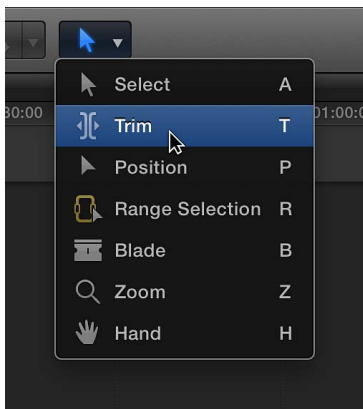 30:00
01:00:0
Select A
Trim T
Position P
Range Selection R
Blade B
Zoom Z
Hand H